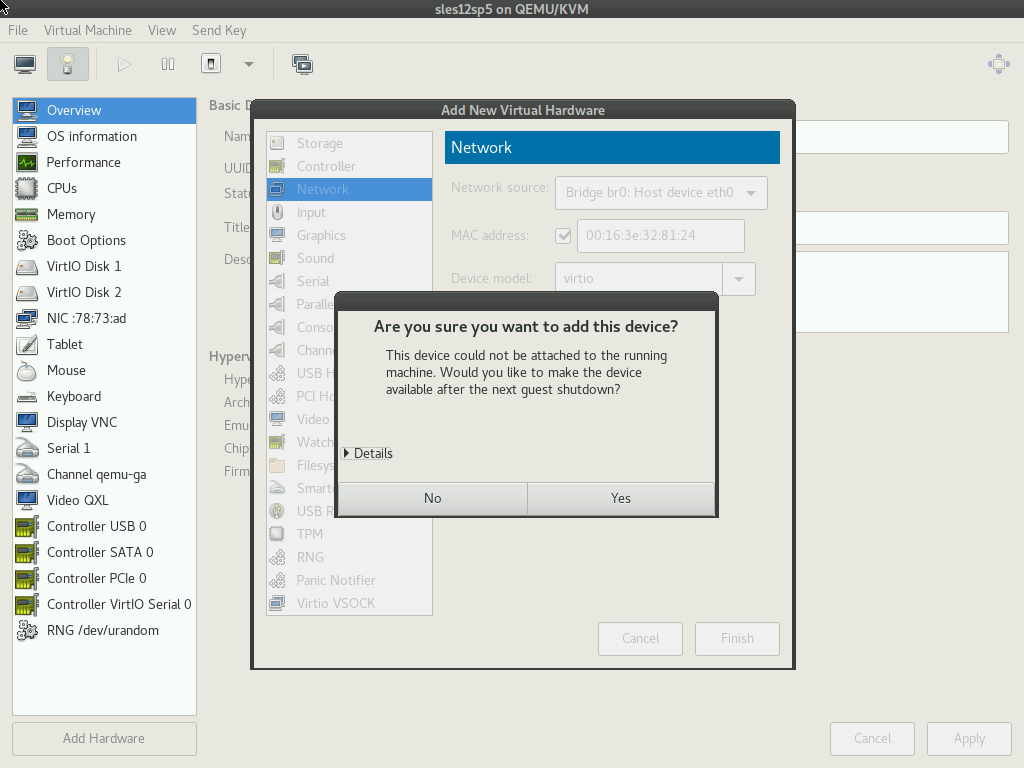 sles12sp5 on QEMU/KVM
File Virtual Machine View Send Key
Overview
OS information
Performance
CPUs
Memory
Boot Options
VirtIO Disk 1
VirtIO Disk 2
NIC :78:73:ad
Tablet
Mouse
Keyboard
Display VNC
Serial 1
Channel qemu-ga
Video QXL
Controller USB 0
Controller SATA 0
Controller PCIe 0
Controller VirtIO Serial 0
RNG /dev/urandom
Add Hardware
Basic D
Nam
UUID
Statu
Title
Desc
Hyperv
Hype
Arch
Emu
Chip
Firm
Add New Virtual Hardware
Storage
Controller
Network
Input
Graphics
Sound
Serial
Paralle
Conso
Chann
USB H
PCI Ho
Video
Watch
Filesys
Smart
USB R
TPM
RNG
Panic Notifier
Virtio VSOCK
Network
Network source: Bridge br0: Host device eth0
MAC address: 00:16:3e:32:81:24
Device model: virtio
Are you sure you want to add this device?
This device could not be attached to the running
machine. Would you like to make the device
available after the next guest shutdown?
Details
No Yes
Cancel Finish
Cancel Apply